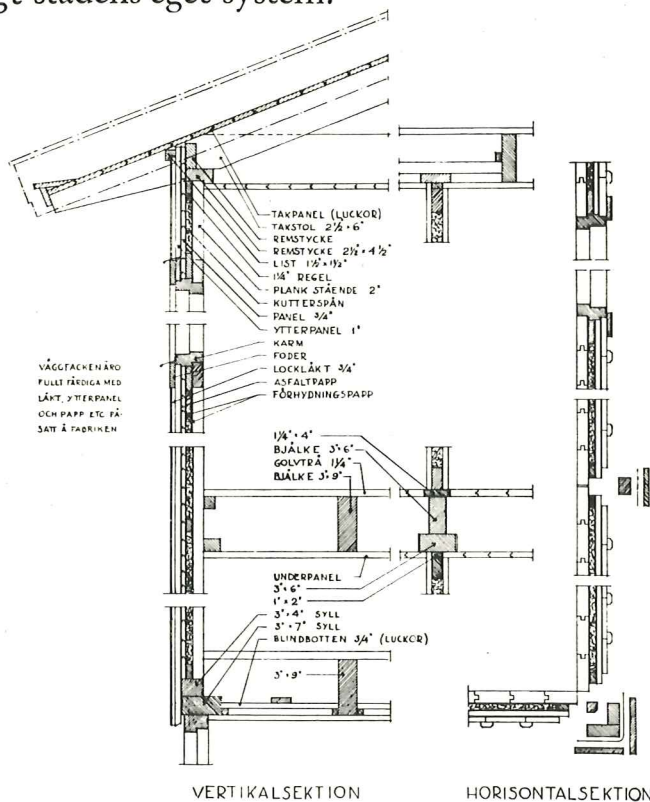 gt stadens eget system.
TAKPANEL (LUCKOR)
TAKSTOL 2½"×6"
REMSTYCKE
REMSTYCKE 2½"×4½"
LIST 1½"×1½"
1¼" REGEL
PLANK STÅENDE 2"
KUTTERSPÅN
PANEL ¾"
YTTERPANEL 1"
KARM
FODER
LOCKLÄKT ¾"
ASFALTPAPP
FÖRHYDNINGSPAPP
VÄGGFACKEN ÄRO
FULLT FÄRDIGA MED
LÄKT, YTTERPANEL
OCH PAPP ETC PÅ-
SATT Å FABRIKEN
1¼"×4"
BJÄLKE 3"×6"
GOLVTRÄ 1¼"
BJÄLKE 3"×9"
UNDERPANEL
3"×6"
1"×2"
3"×4" SYLL
3"×7" SYLL
BLINDBOTTEN ¾" (LUCKOR)
3"×9"
VERTIKALSEKTION
HORISONTALSEKTION